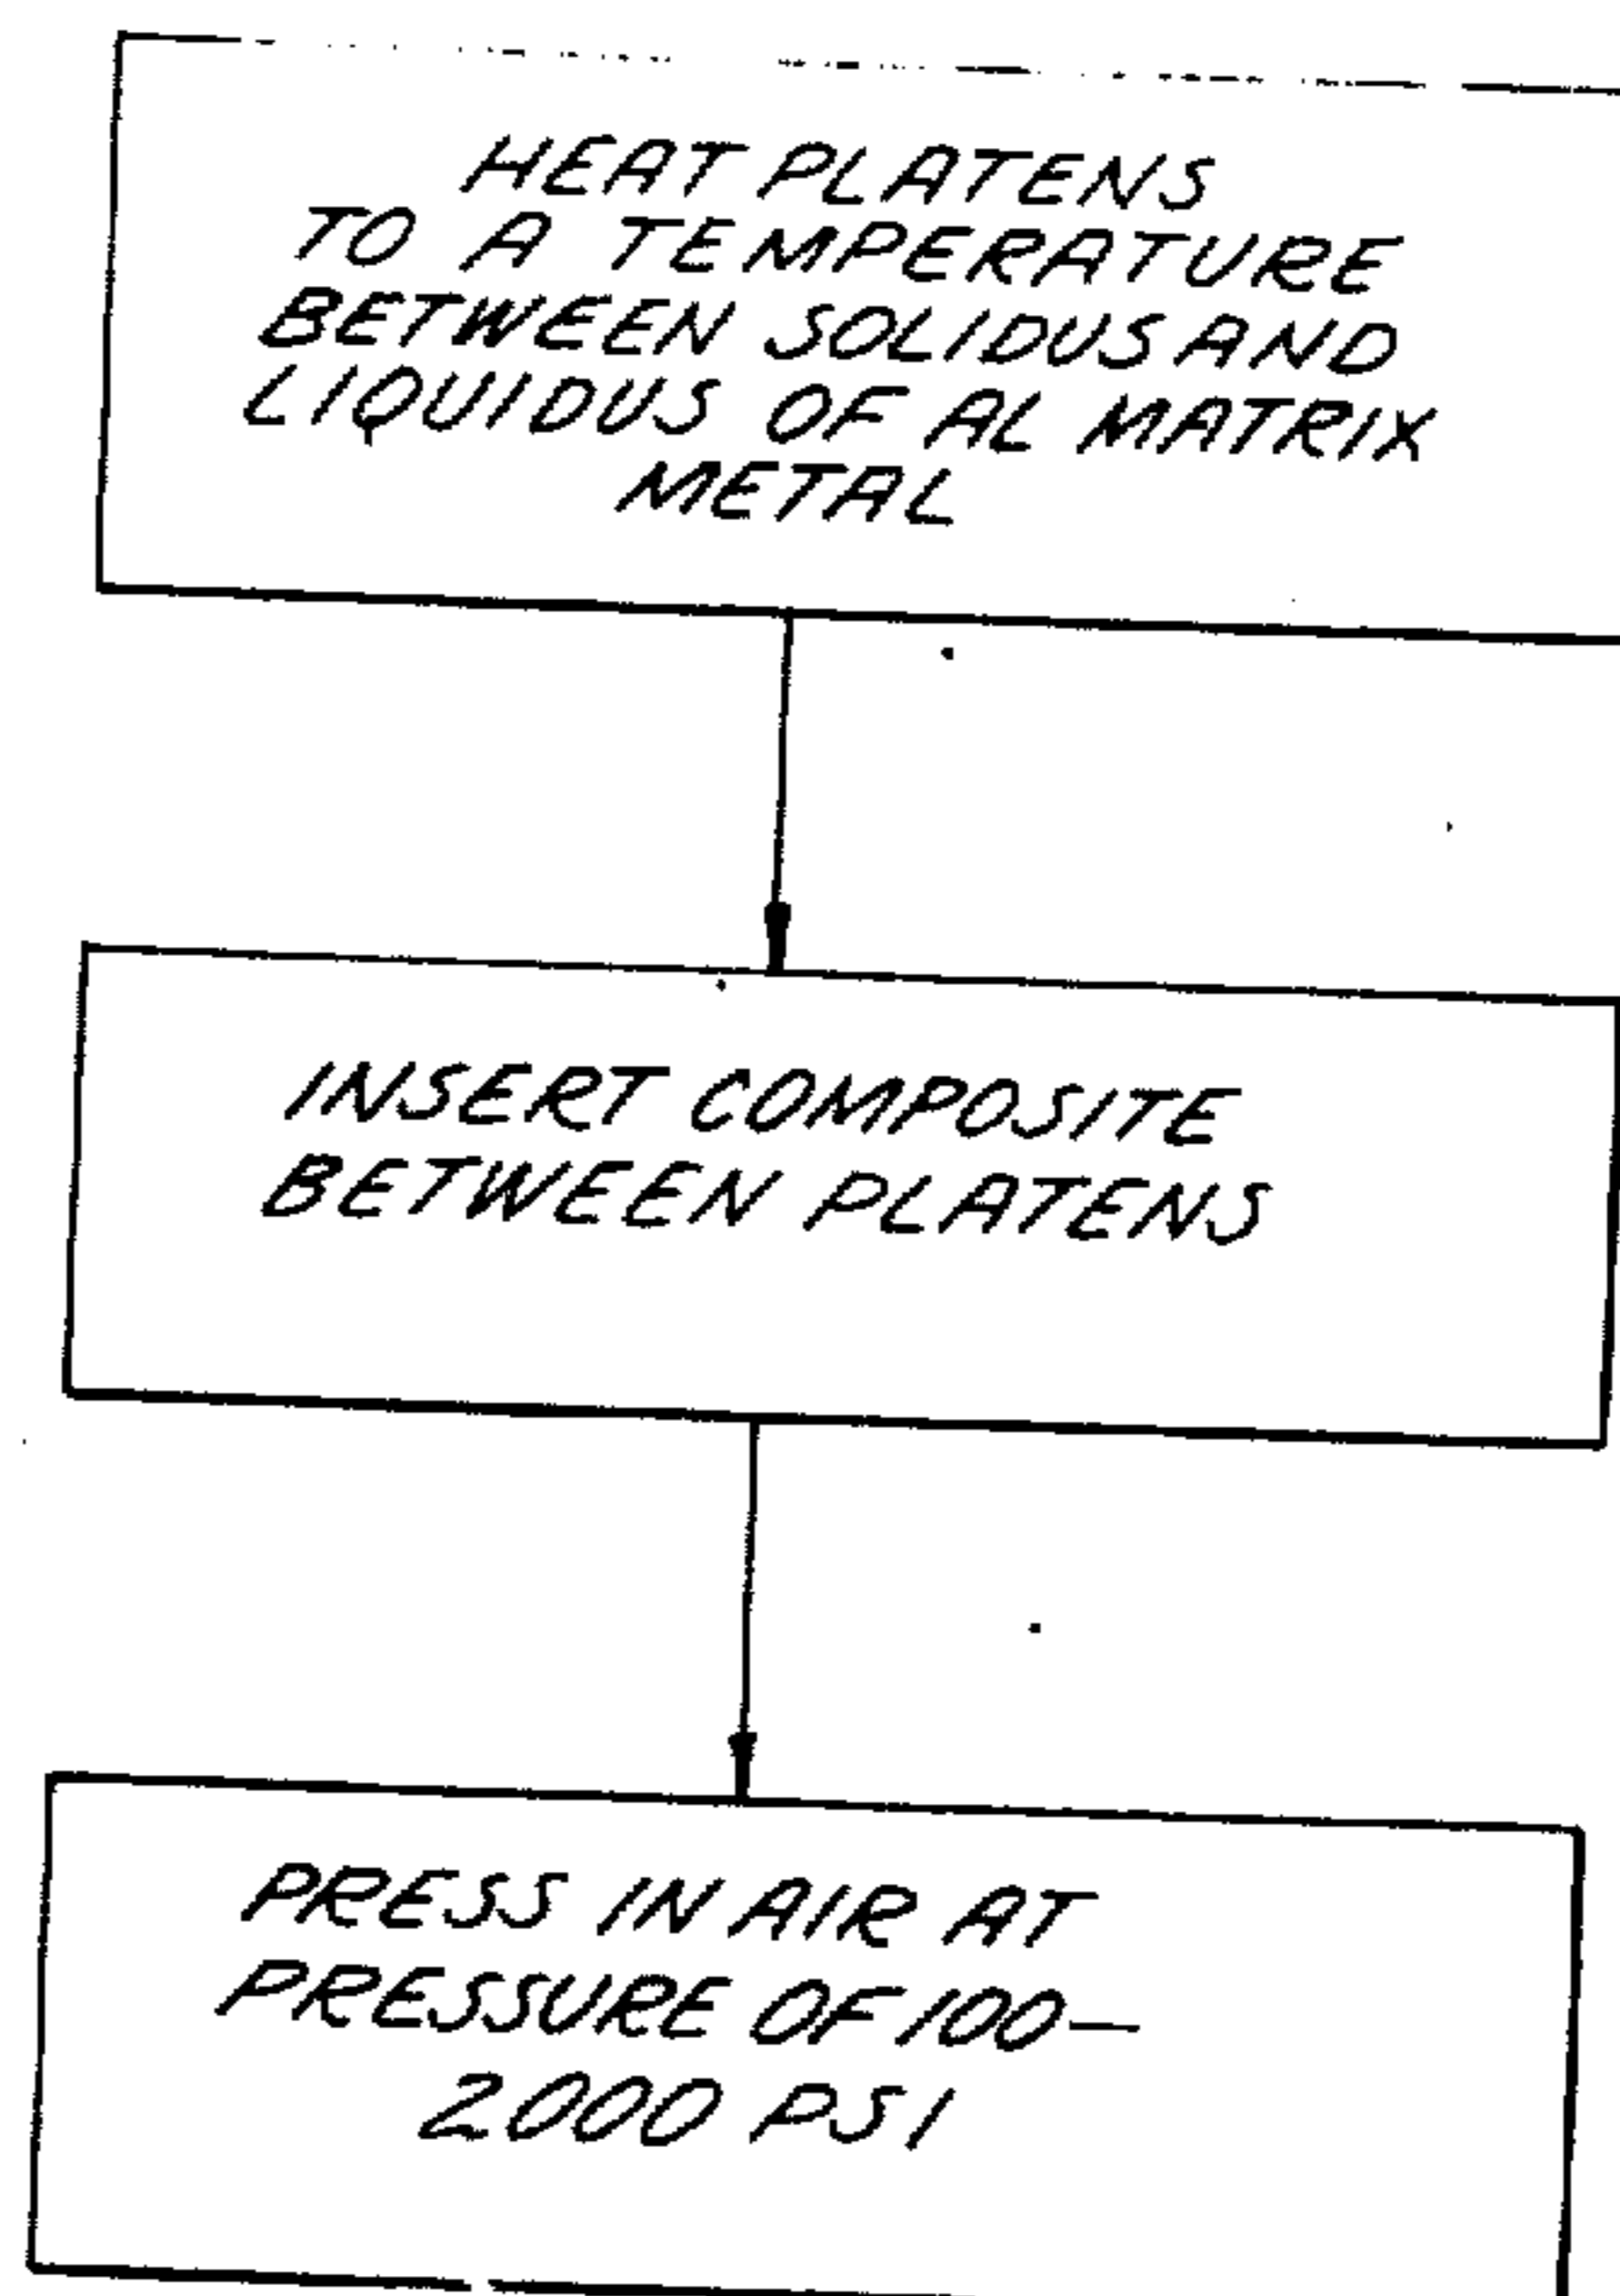 HEAT PLATENS
TO A TEMPERATURE
BETWEEN SOLIDUS AND
LIQUIDUS OF AL MATRIX
METAL
INSERT COMPOSITE
BETWEEN PLATENS
PRESS IN AIR AT
PRESSURE OF 100—
2000 PSI